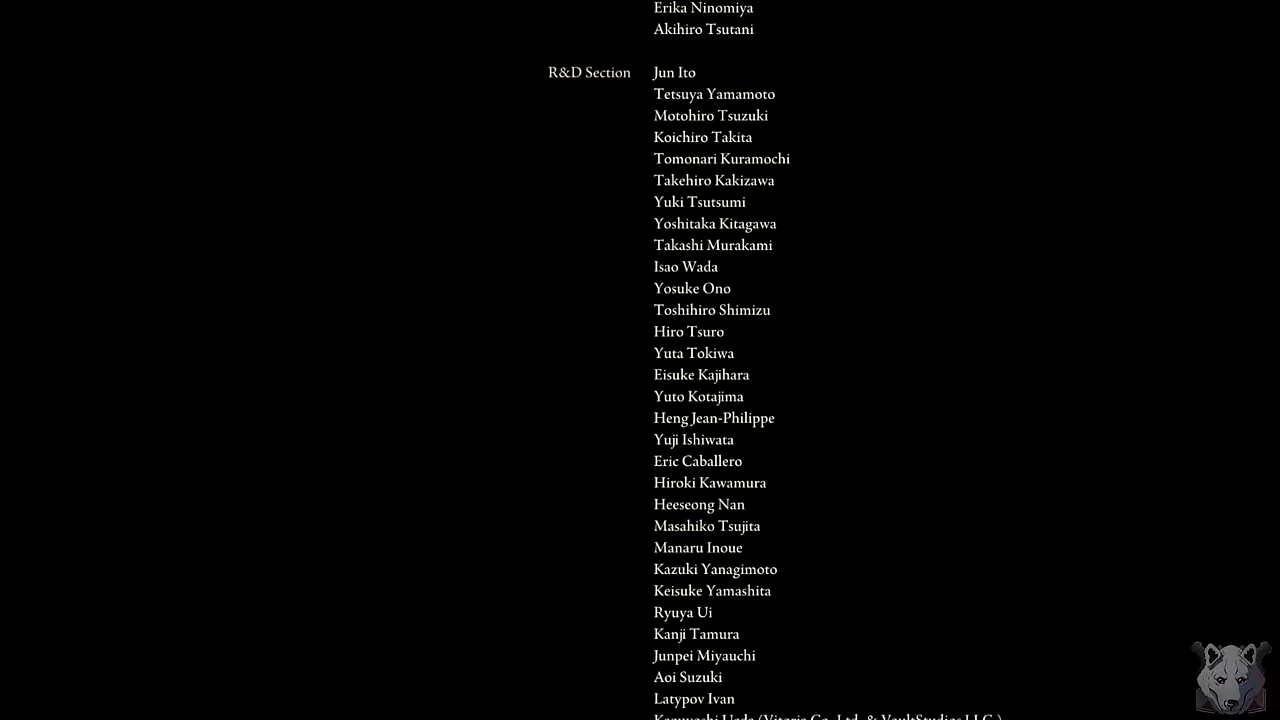 Erika Ninomiya
Akihiro Tsutani
R&D Section Jun Ito
Tetsuya Yamamoto
Motohiro Tsuzuki
Koichiro Takita
Tomonari Kuramochi
Takehiro Kakizawa
Yuki Tsutsumi
Yoshitaka Kitagawa
Takashi Murakami
Isao Wada
Yosuke Ono
Toshihiro Shimizu
Hiro Tsuro
Yuta Tokiwa
Eisuke Kajihara
Yuto Kotajima
Heng Jean-Philippe
Yuji Ishiwata
Eric Caballero
Hiroki Kawamura
Heeseong Nan
Masahiko Tsujita
Manaru Inoue
Kazuki Yanagimoto
Keisuke Yamashita
Ryuya Ui
Kanji Tamura
Junpei Miyauchi
Aoi Suzuki
Latypov Ivan